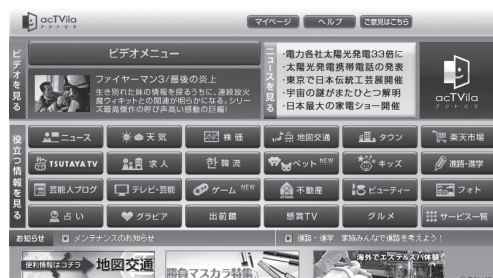 acTVila
アクトビラ
マイページ
ヘルプ
ご意見はこちら
ビデオを見る
ビデオメニュー
ファイヤーマン3/最後の炎上
生き別れた妹の情報を探るうちに、連続放火
魔ウィキットとの関連が明らかになる。シリー
ズ最高傑作の呼び声高い感動の巨編!
ニュースを見る
・電力各社太陽光発電33倍に
・太陽光発電携帯電話の発表
・東京で日本伝統工芸展開催
・宇宙の謎がまたひとつ解明
・日本最大の家電ショー開催
acTVila
アクトビラ
役立つ情報を見る
ニュース
天気
株価
地図交通
タウン
楽天市場
TSUTAYA TV
求人
韓流
ペット NEW
キッズ
進路・進学
芸能人ブログ
テレビ・芸能
ゲーム NEW
不動産
ビューティー
フォト
占い
グラビア
出前館
懸賞TV
グルメ
サービス一覧
お知らせ
メンテナンスのお知らせ
進路・進学 家族みんなで進路を考えよう!
便利情報はコチラ
地図交通
勝負マスカラ特集
海外でエステ&スパ体験